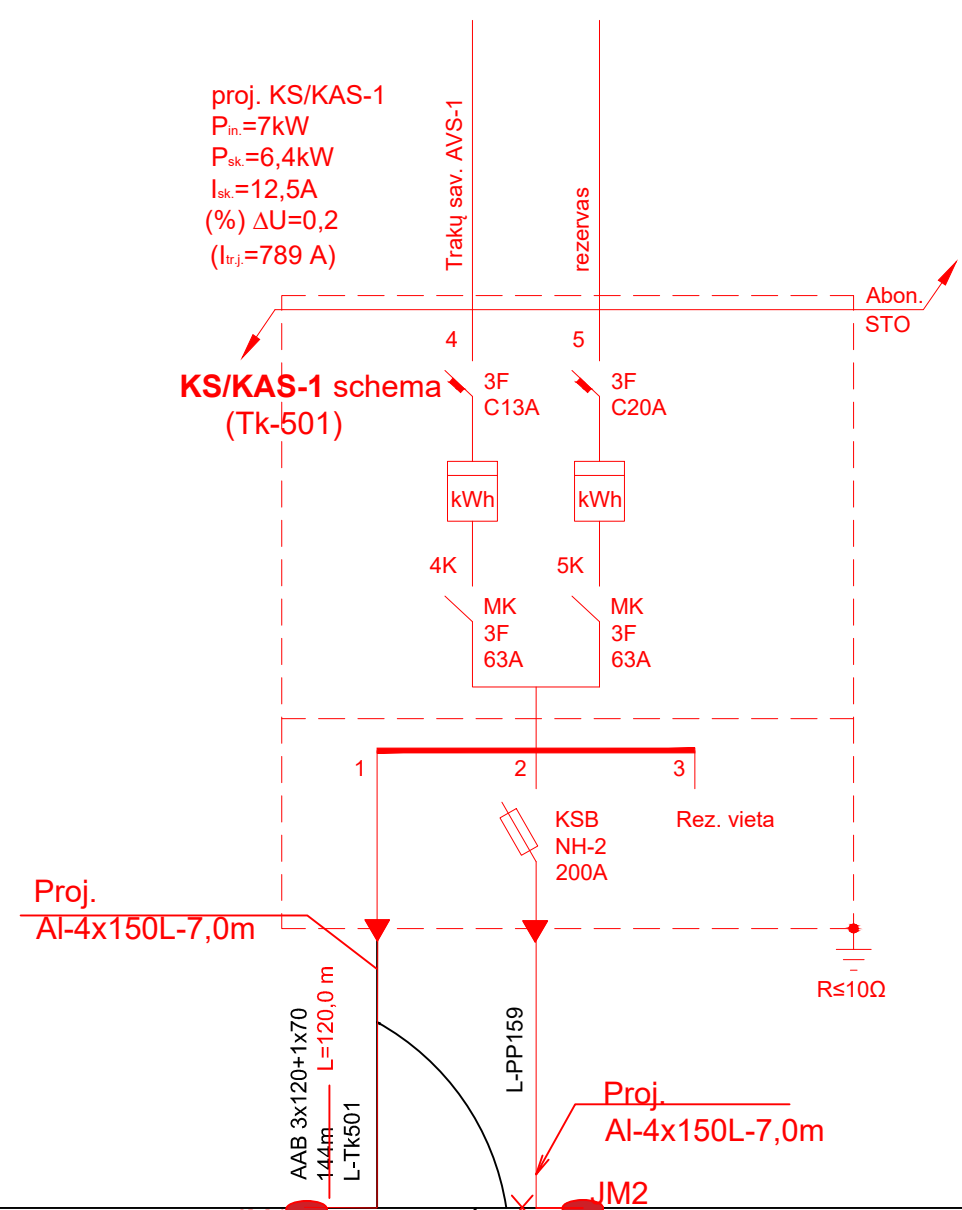 proj. KS/KAS-1
Pin.=7kW
Psk.=6,4kW
Isk.=12,5A
(%) ΔU=0,2
(Itr.j.=789 A)
Trakų sav. AVS-1
rezervas
Abon.
STO
4
5
KS/KAS-1 schema
(Tk-501)
3F
C13A
3F
C20A
kWh
kWh
4K
5K
MK
3F
63A
MK
3F
63A
1
2
3
KSB
NH-2
200A
Rez. vieta
Proj.
Al-4x150L-7,0m
R≤10Ω
AAB 3x120+1x70
144m L=120,0 m
L-Tk501
L-PP159
Proj.
Al-4x150L-7,0m
JM2